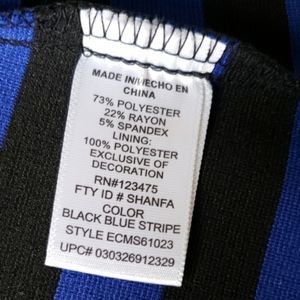 MADE IN/HECHO EN
CHINA
73% POLYESTER
22% RAYON
5% SPANDEX
LINING:
100% POLYESTER
EXCLUSIVE OF
DECORATION
RN#123475
FTY ID # SHANFA
COLOR
BLACK BLUE STRIPE
STYLE ECMS61023
UPC# 030326912329